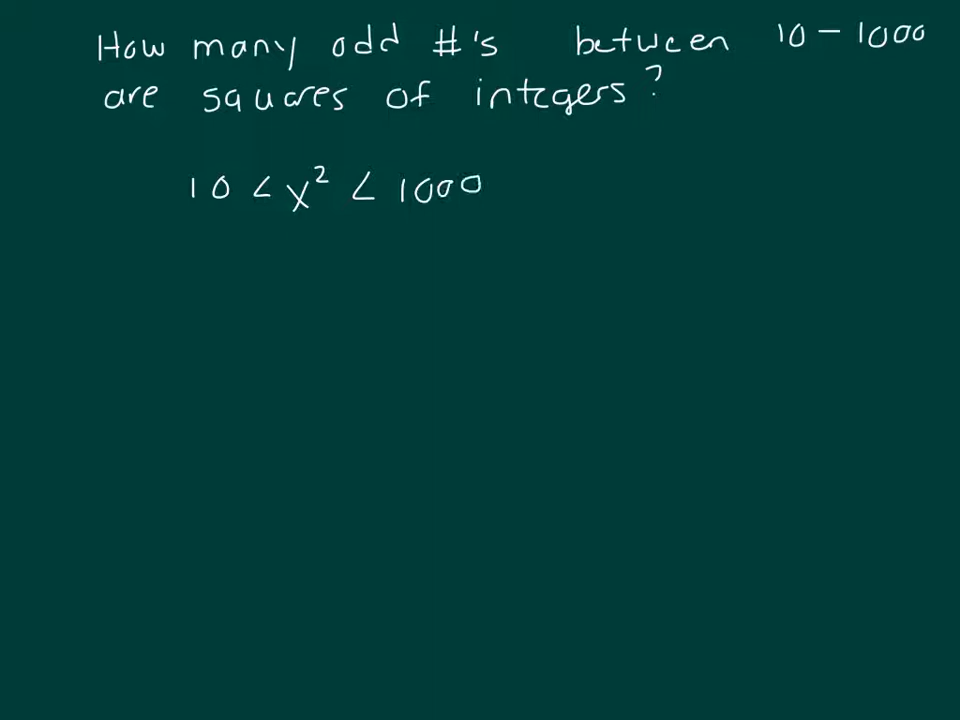 How many odd #'s between 10 - 1000
are squares of integers?
10 < x² < 1000